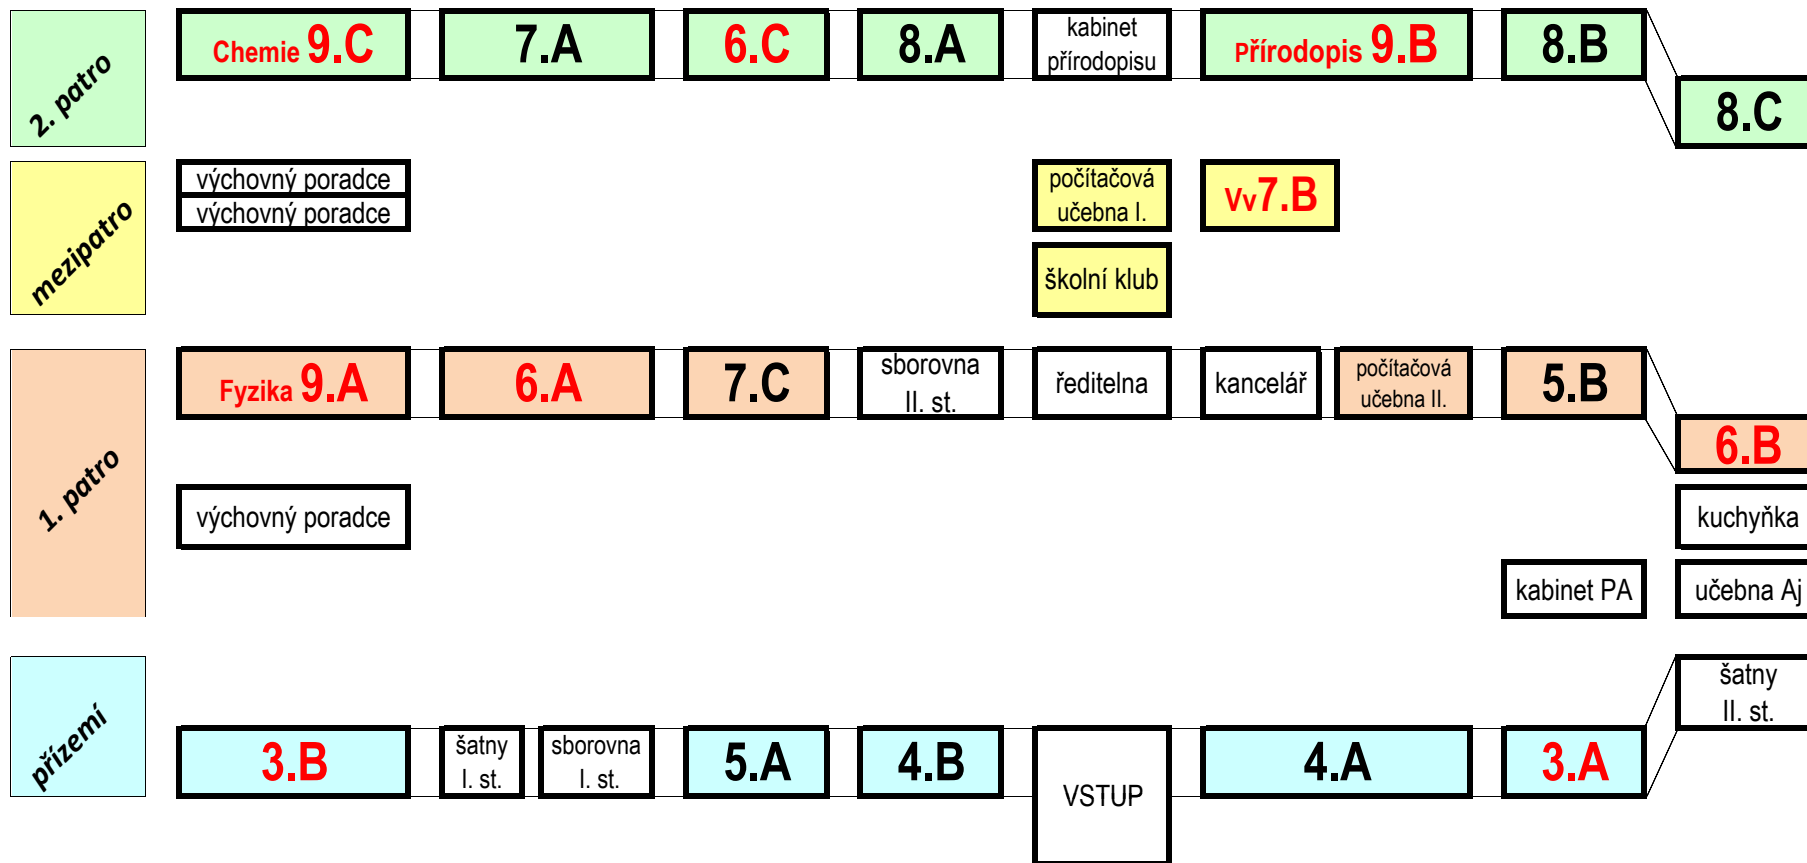 2. patro
Chemie 9.C
7.A
6.C
8.A
kabinet
přírodopisu
Přírodopis 9.B
8.B
8.C
mezipatro
výchovný poradce
výchovný poradce
počítačová
učebna I.
Vv7.B
školní klub
1. patro
Fyzika 9.A
6.A
7.C
sborovna
II. st.
ředitelna
kancelář
počítačová
učebna II.
5.B
6.B
výchovný poradce
kuchyňka
kabinet PA
učebna Aj
přízemí
šatny
II. st.
3.B
šatny
I. st.
sborovna
I. st.
5.A
4.B
VSTUP
4.A
3.A